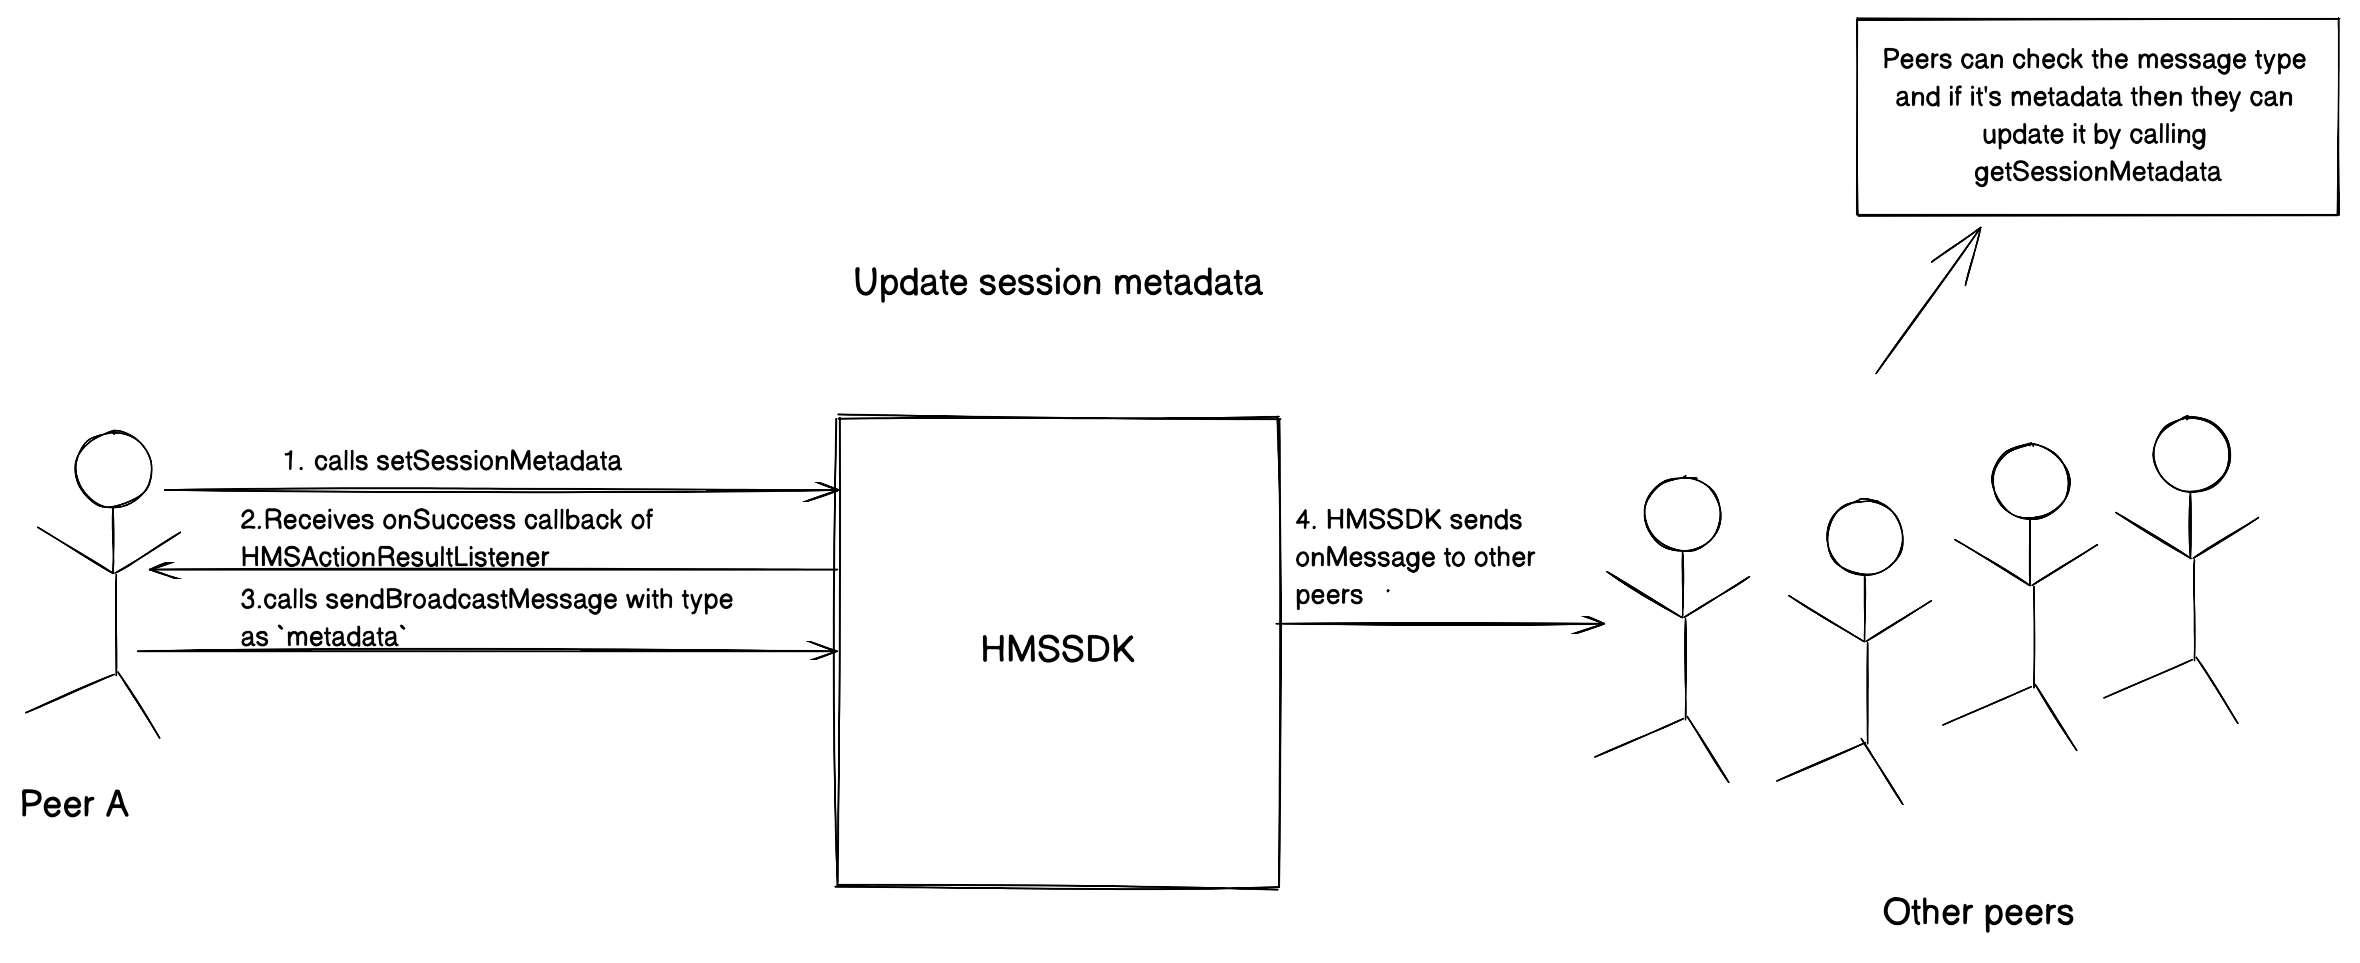 Peers can check the message type
and if it's metadata then they can
update it by calling
getSessionMetadata
Update session metadata
1. calls setSessionMetadata
2.Receives onSuccess callback of
HMSActionResultListener
3.calls sendBroadcastMessage with type
as `metadata`
HMSSDK
4. HMSSDK sends
onMessage to other
peers
Peer A
Other peers